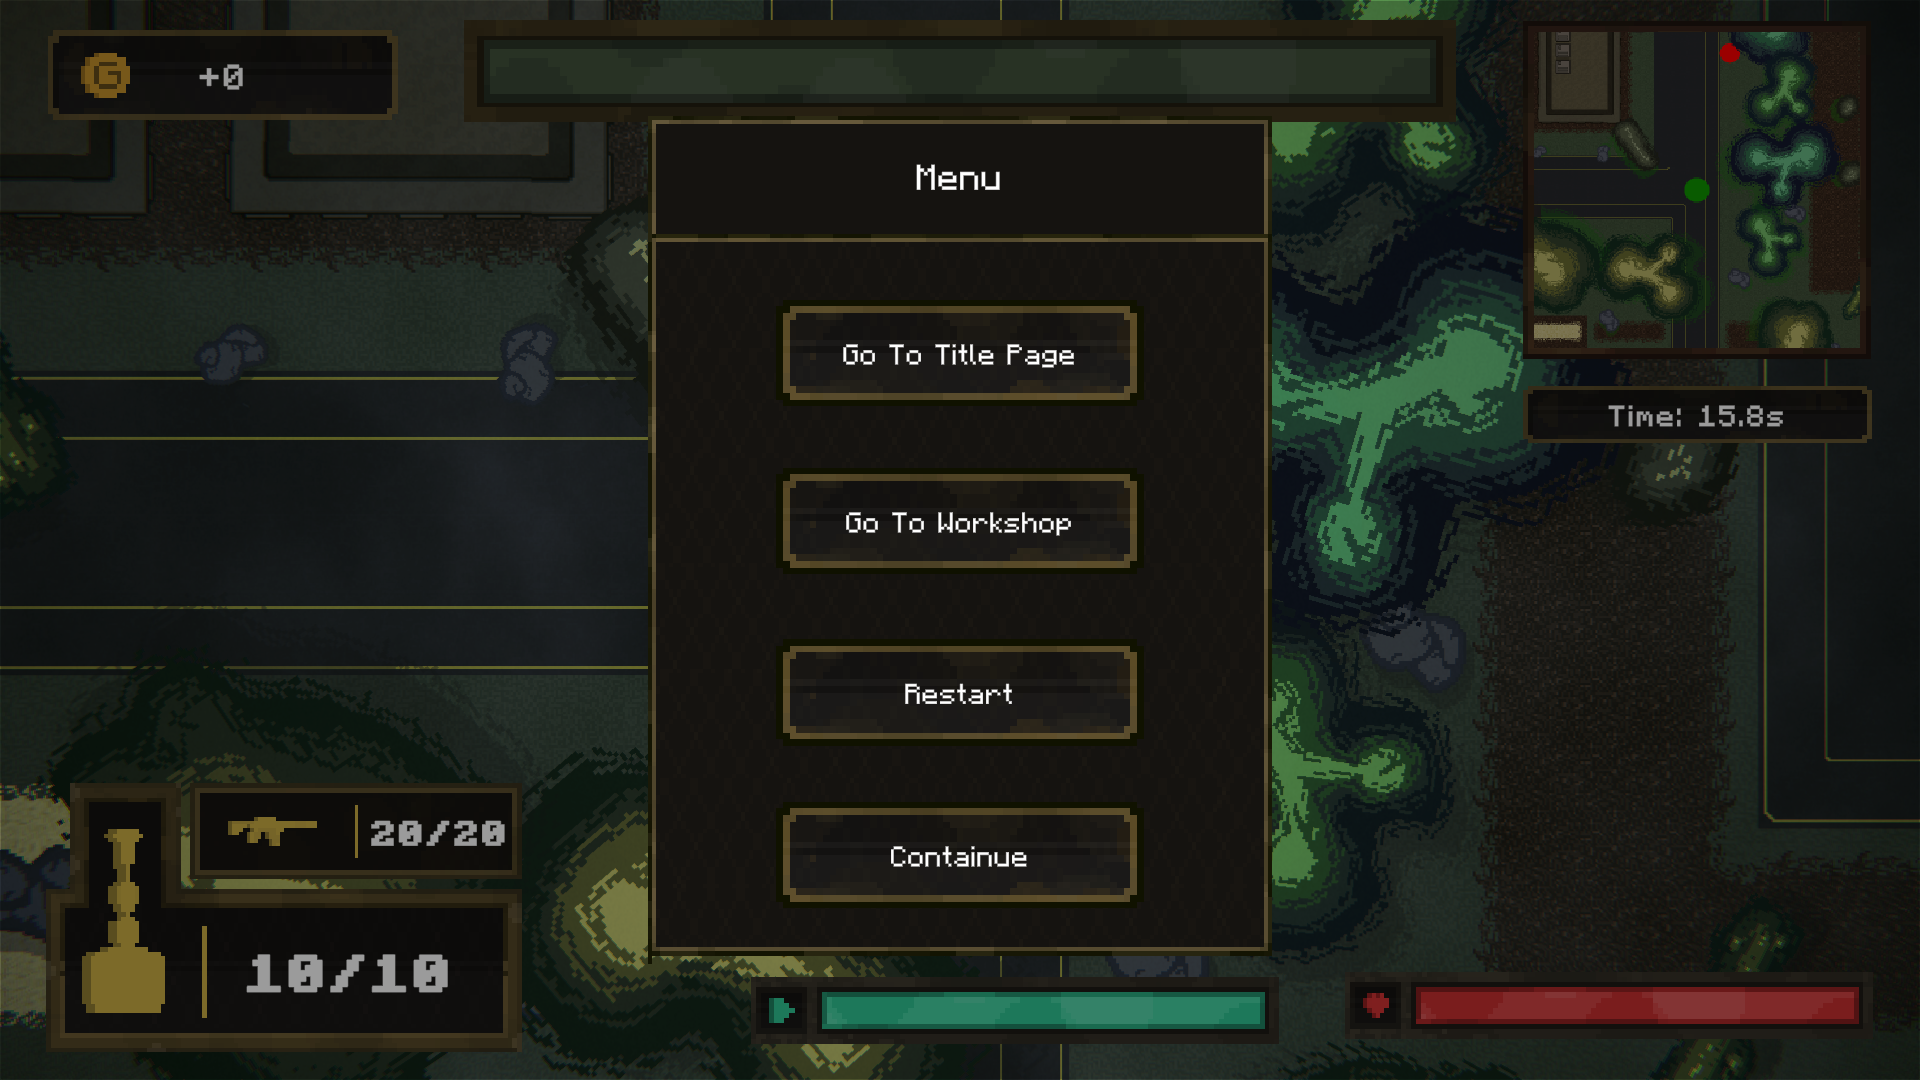 +0
Menu
Go To Title Page
Time: 15.8s
Go To Workshop
Restart
20/20
Containue
10/10